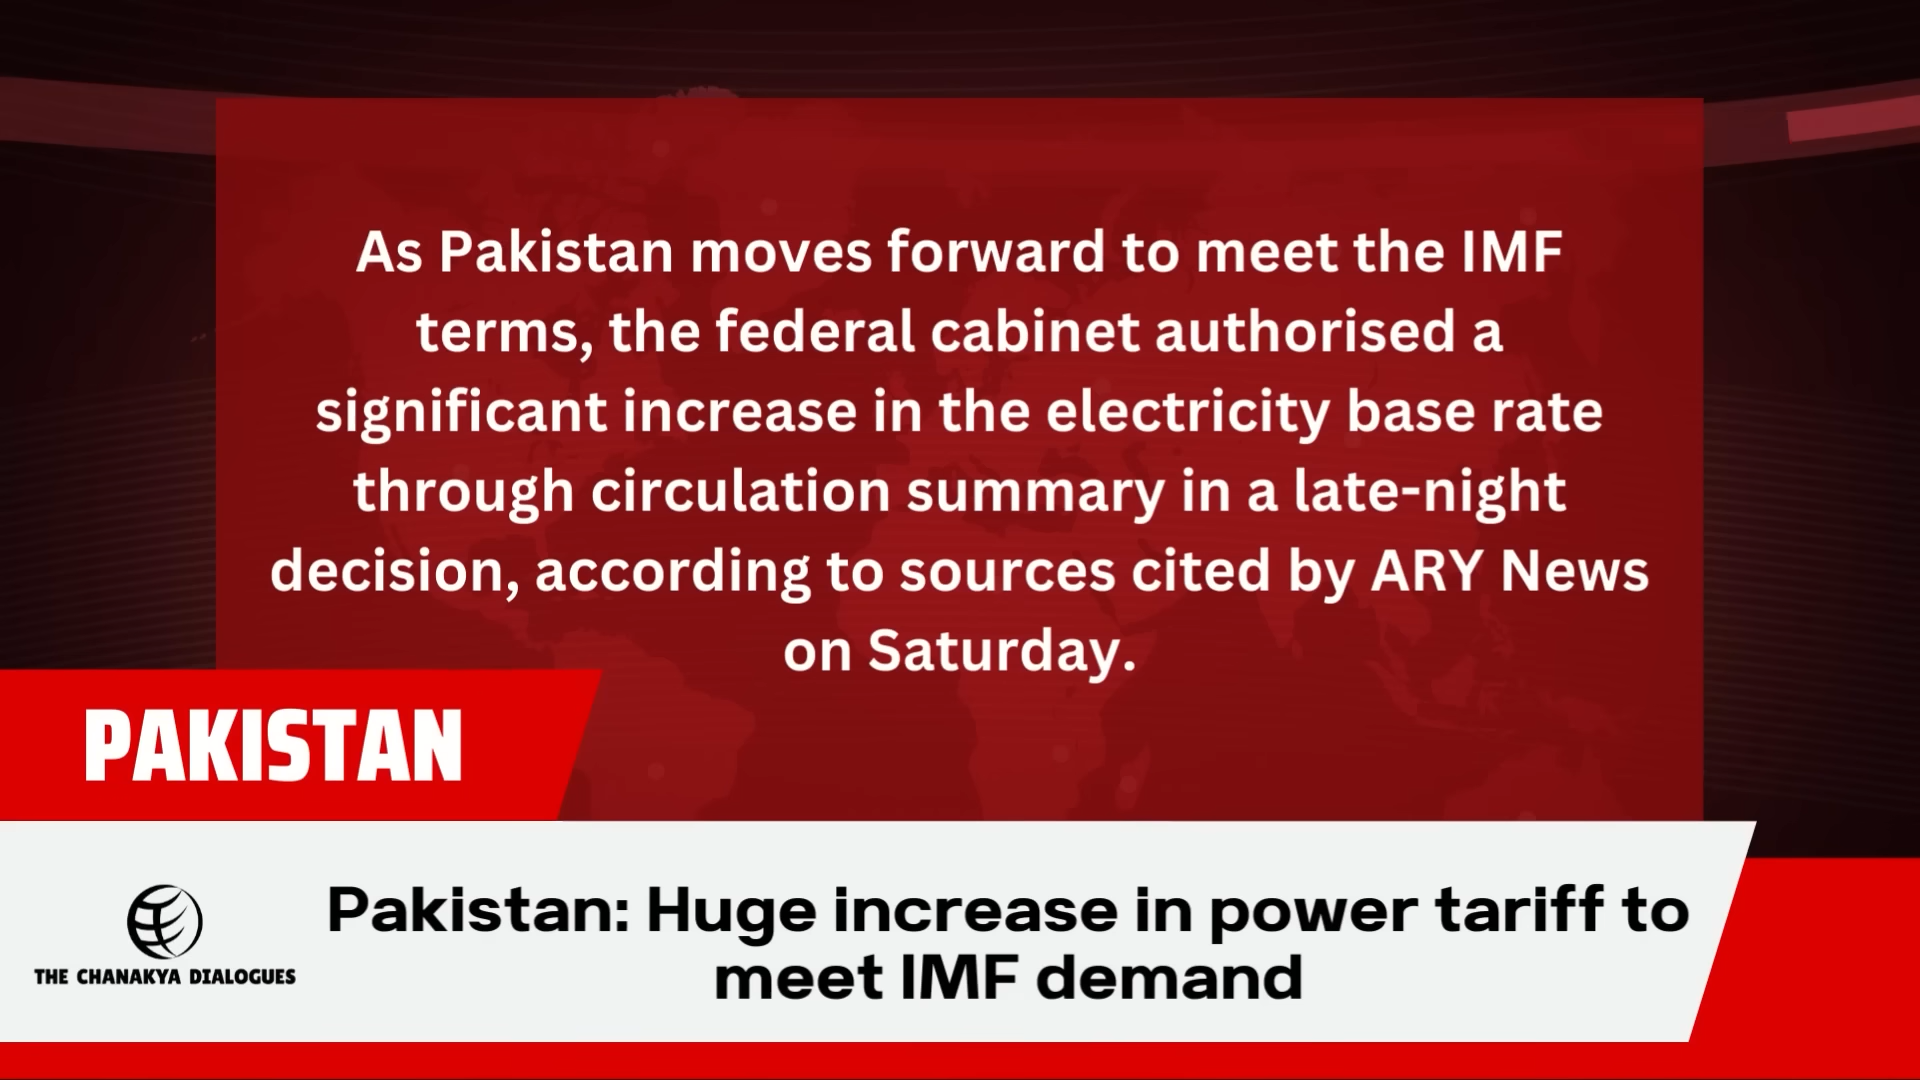 As Pakistan moves forward to meet the IMF
terms, the federal cabinet authorised a
significant increase in the electricity base rate
through circulation summary in a late-night
decision, according to sources cited by ARY News
on Saturday.
PAKISTAN
THE CHANAKYA DIALOGUES
Pakistan: Huge increase in power tariff to
meet IMF demand